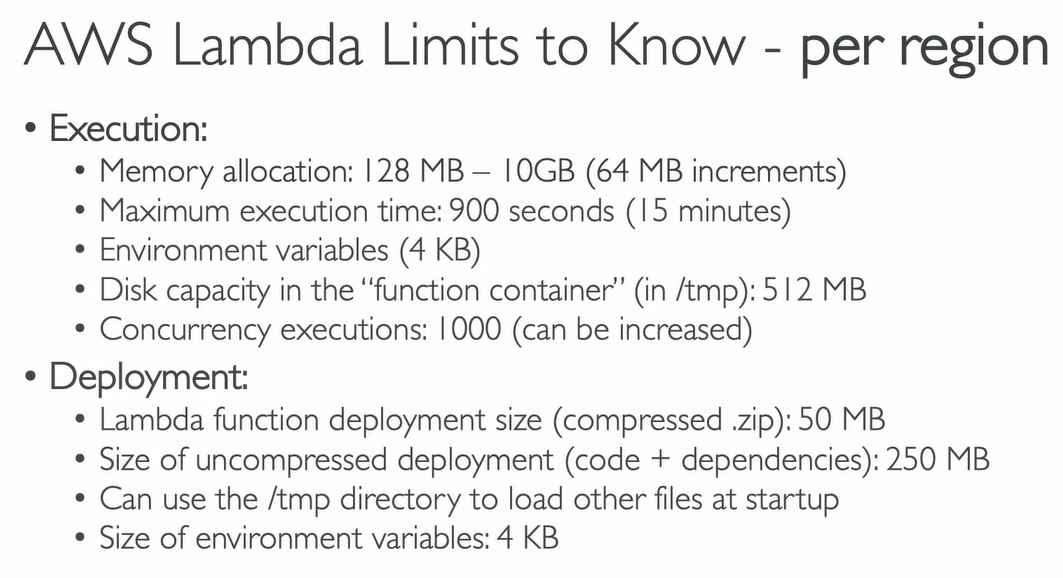 AWS Lambda Limits to Know - per region
• Execution:
• Memory allocation: 128 MB – 10GB (64 MB increments)
• Maximum execution time: 900 seconds (15 minutes)
• Environment variables (4 KB)
• Disk capacity in the “function container” (in /tmp): 512 MB
• Concurrency executions: 1000 (can be increased)
• Deployment:
• Lambda function deployment size (compressed .zip): 50 MB
• Size of uncompressed deployment (code + dependencies): 250 MB
• Can use the /tmp directory to load other files at startup
• Size of environment variables: 4 KB